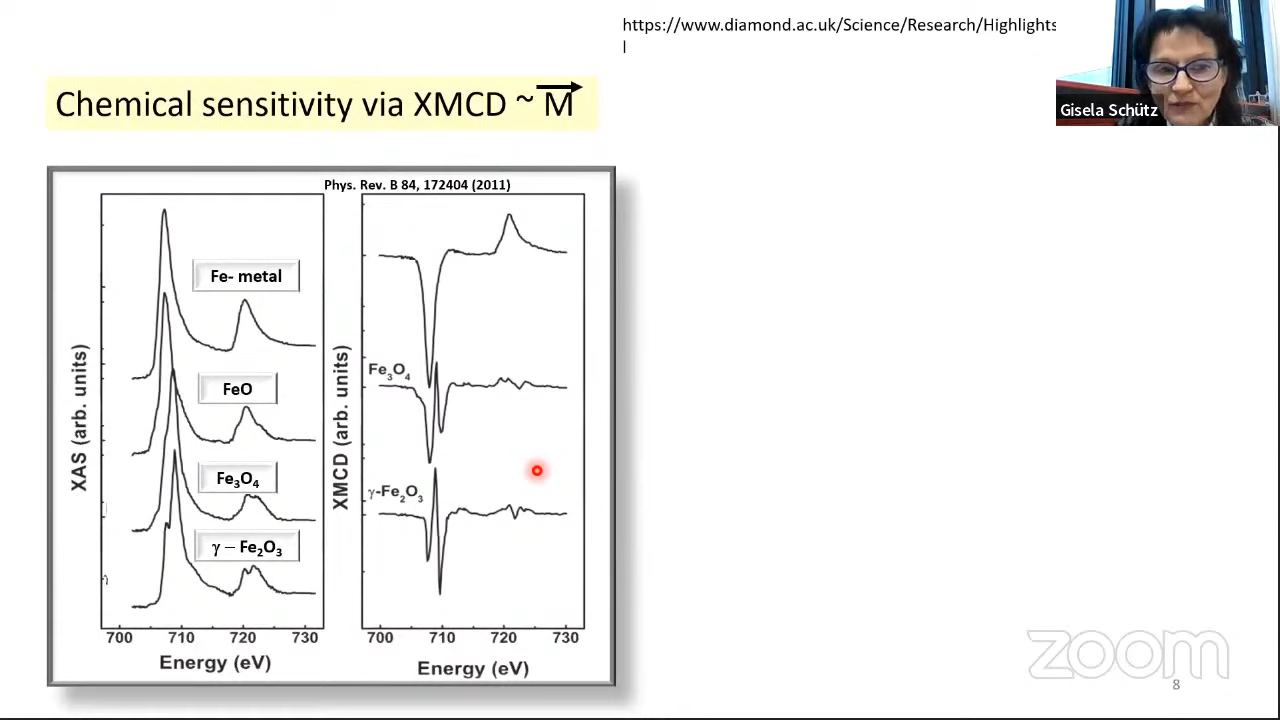 https://www.diamond.ac.uk/Science/Research/Highlights
l
Gisela Schütz
Chemical sensitivity via XMCD ~ M
Phys. Rev. B 84, 172404 (2011)
Fe- metal
FeO
Fe₃O₄
γ – Fe₂O₃
XAS (arb. units)
700 710 720 730
Energy (eV)
Fe₃O₄
γ-Fe₂O₃
XMCD (arb. units)
700 710 720 730
Energy (eV)
zoom
8